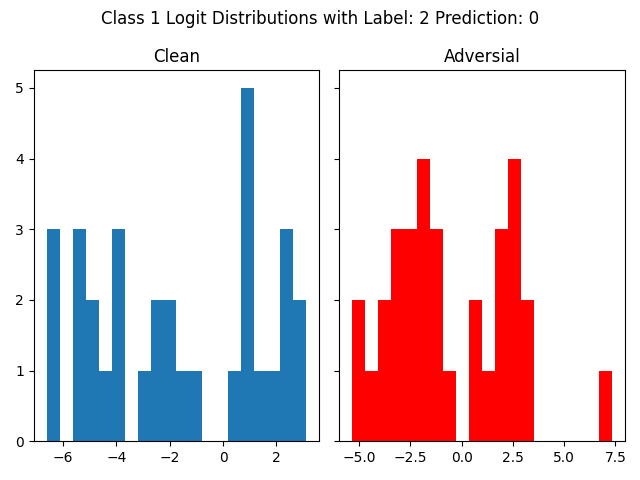 Class 1 Logit Distributions with Label: 2 Prediction: 0
Clean
Adversial
5
4
3
2
1
0
−6 −4 −2 0 2
−5.0 −2.5 0.0 2.5 5.0 7.5